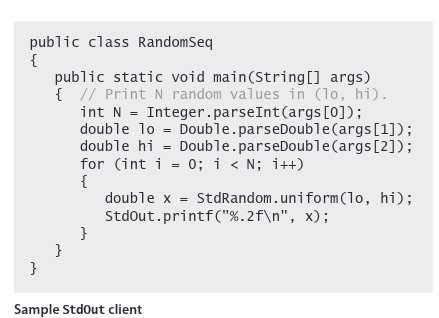 public class RandomSeq
{
   public static void main(String[] args)
   {  // Print N random values in (lo, hi).
      int N = Integer.parseInt(args[0]);
      double lo = Double.parseDouble(args[1]);
      double hi = Double.parseDouble(args[2]);
      for (int i = 0; i < N; i++)
      {
         double x = StdRandom.uniform(lo, hi);
         StdOut.printf("%.2f\n", x);
      }
   }
}
Sample StdOut client